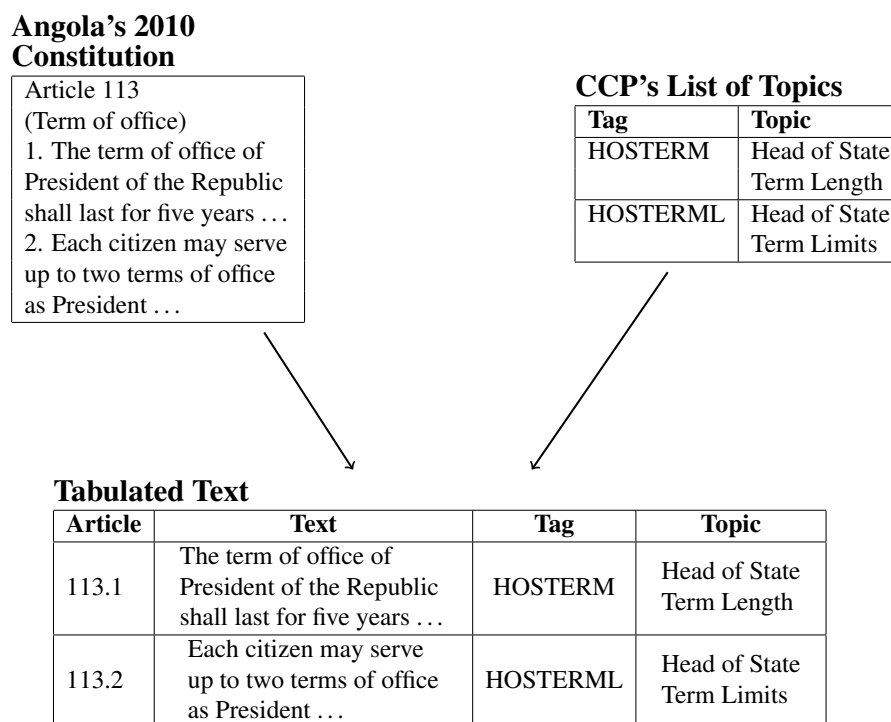 Angola's 2010
Constitution
Article 113
(Term of office)
1. The term of office of
President of the Republic
shall last for five years ...
2. Each citizen may serve
up to two terms of office
as President ...
CCP's List of Topics
Tag Topic
HOSTERM Head of State
Term Length
HOSTERML Head of State
Term Limits
Tabulated Text
Article Text Tag Topic
113.1 The term of office of
President of the Republic
shall last for five years ... HOSTERM Head of State
Term Length
113.2 Each citizen may serve
up to two terms of office
as President ... HOSTERML Head of State
Term Limits